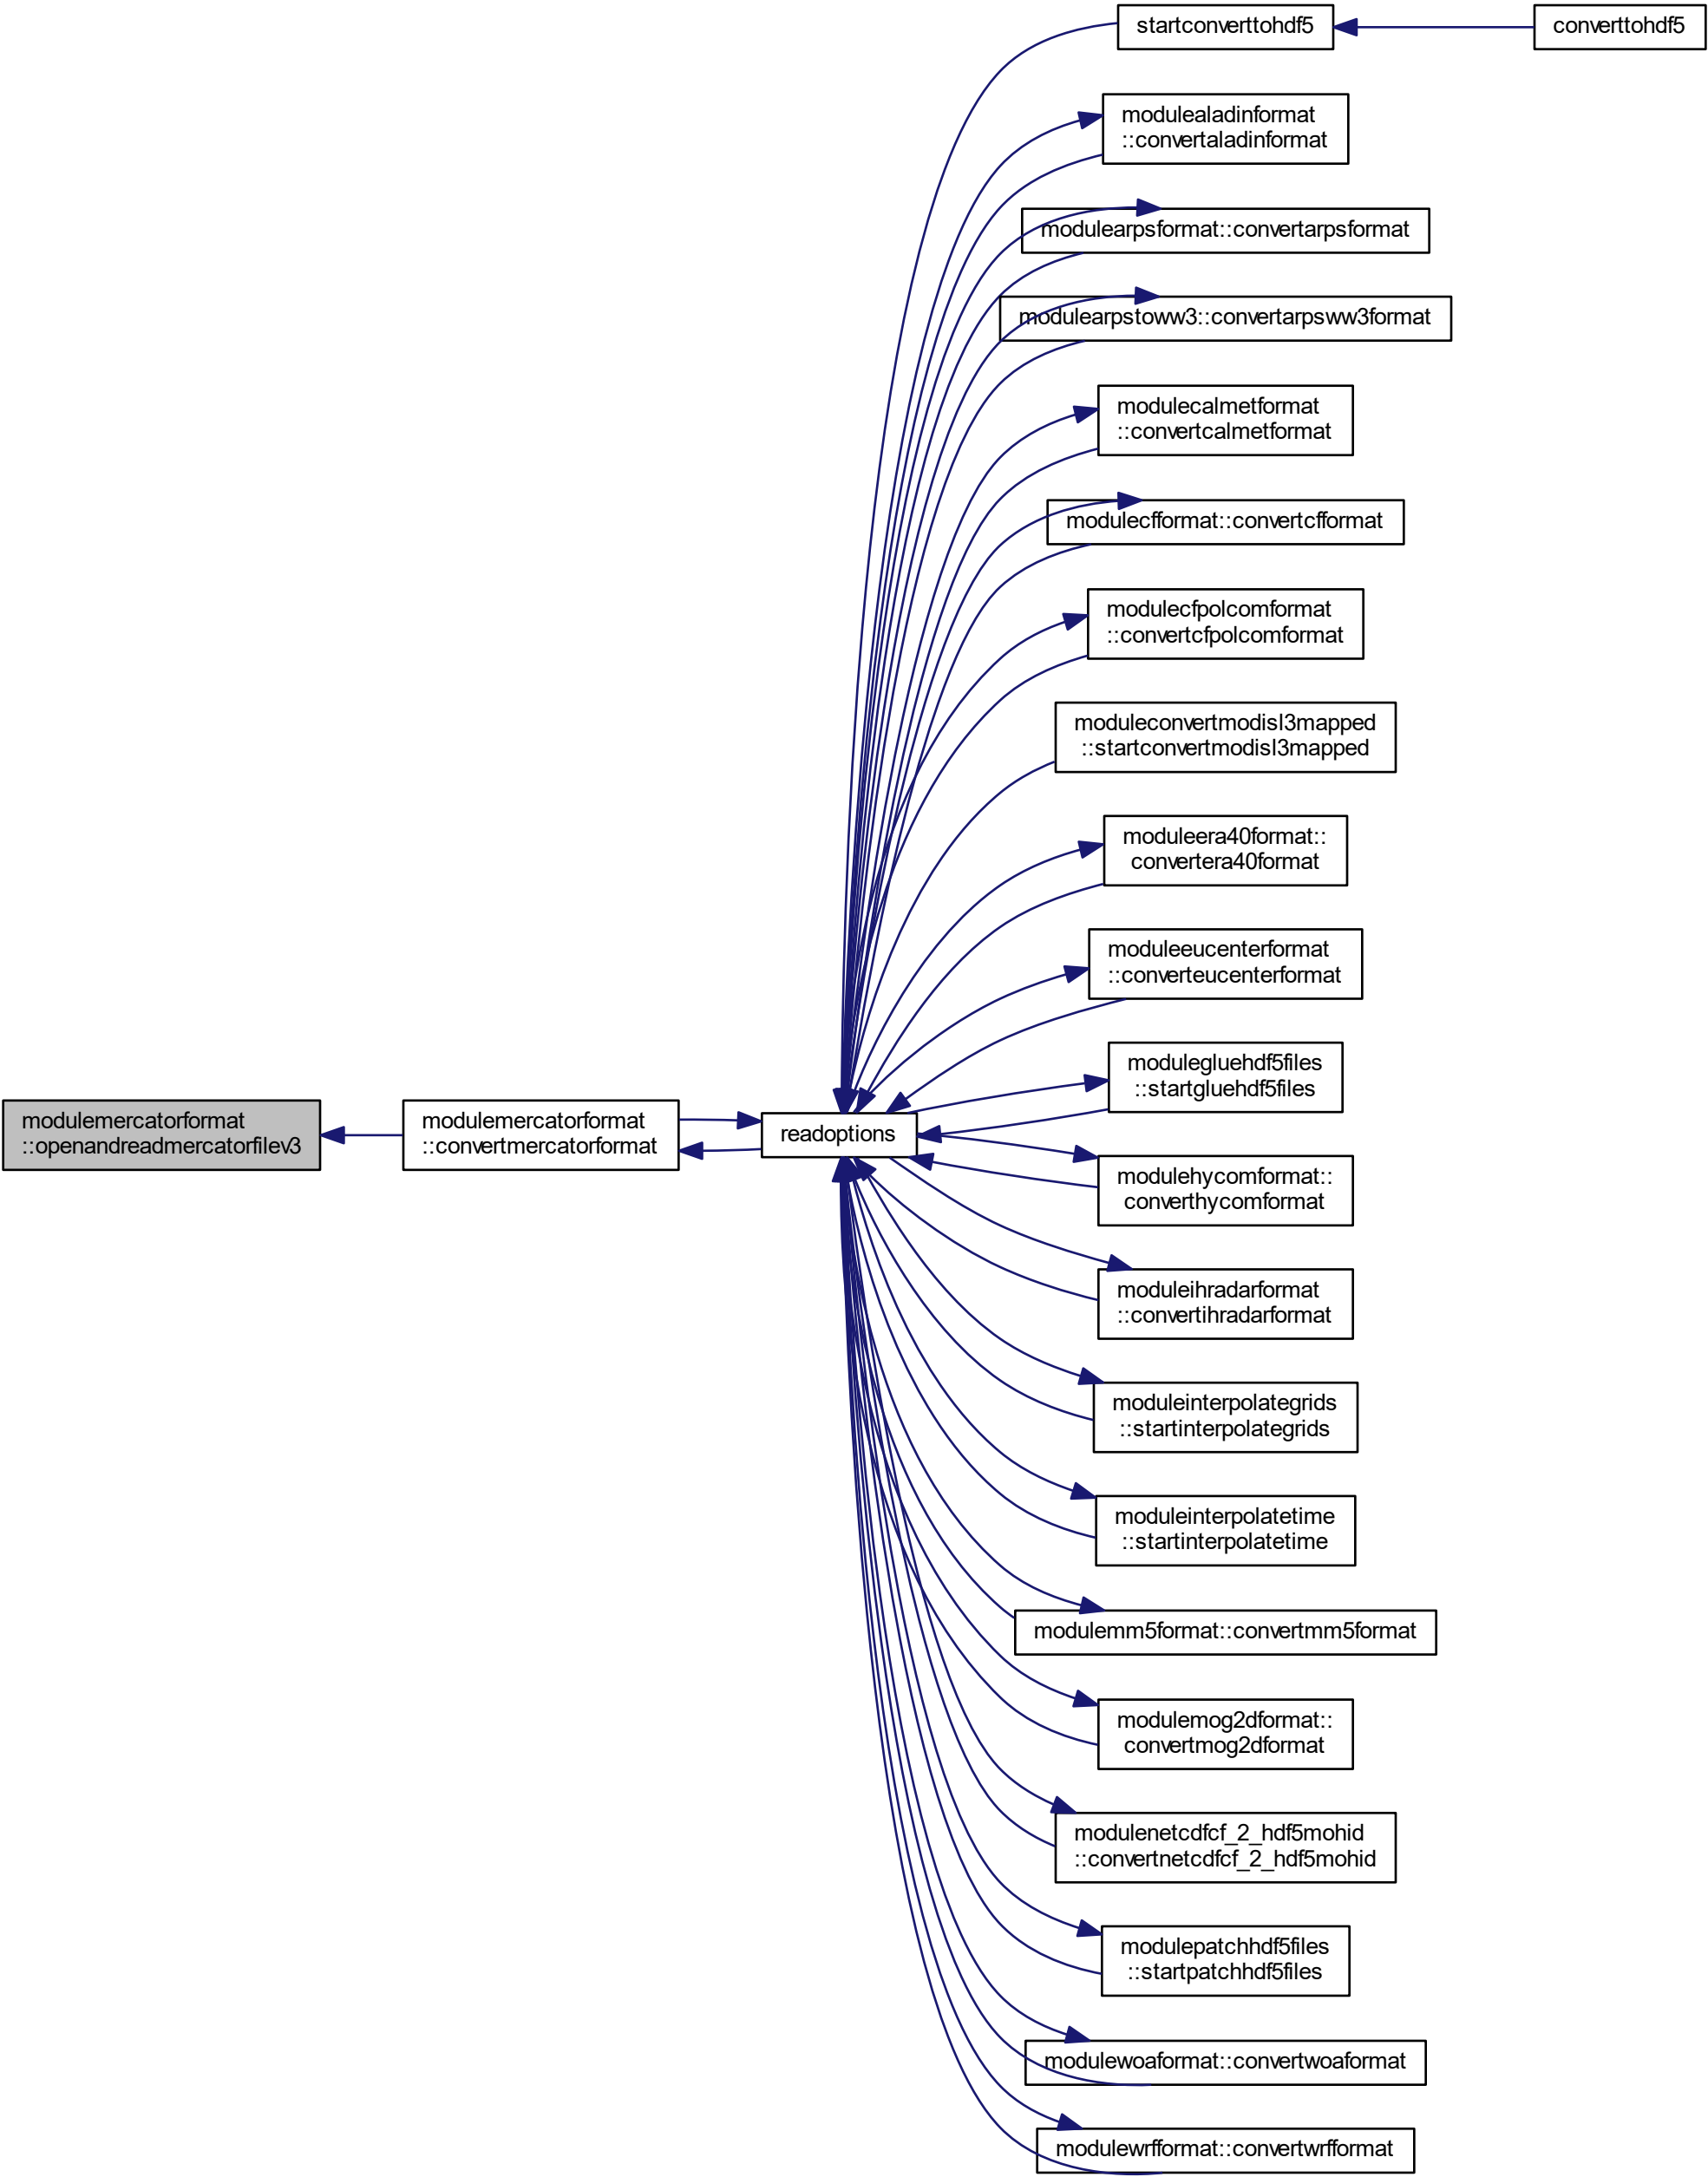 startconverttohdf5
converttohdf5
modulealadinformat
::convertaladinformat
modulearpsformat::convertarpsformat
modulearpstoww3::convertarpsww3format
modulecalmetformat
::convertcalmetformat
modulecfformat::convertcfformat
modulecfpolcomformat
::convertcfpolcomformat
moduleconvertmodisl3mapped
::startconvertmodisl3mapped
moduleera40format::
convertera40format
moduleeucenterformat
::converteucenterformat
modulegluehdf5files
::startgluehdf5files
modulemercatorformat
::openandreadmercatorfilev3
modulemercatorformat
::convertmercatorformat
readoptions
modulehycomformat::
converthycomformat
moduleihradarformat
::convertihradarformat
moduleinterpolategrids
::startinterpolategrids
moduleinterpolatetime
::startinterpolatetime
modulemm5format::convertmm5format
modulemog2dformat::
convertmog2dformat
modulenetcdfcf_2_hdf5mohid
::convertnetcdfcf_2_hdf5mohid
modulepatchhdf5files
::startpatchhdf5files
modulewoaformat::convertwoaformat
modulewrfformat::convertwrfformat